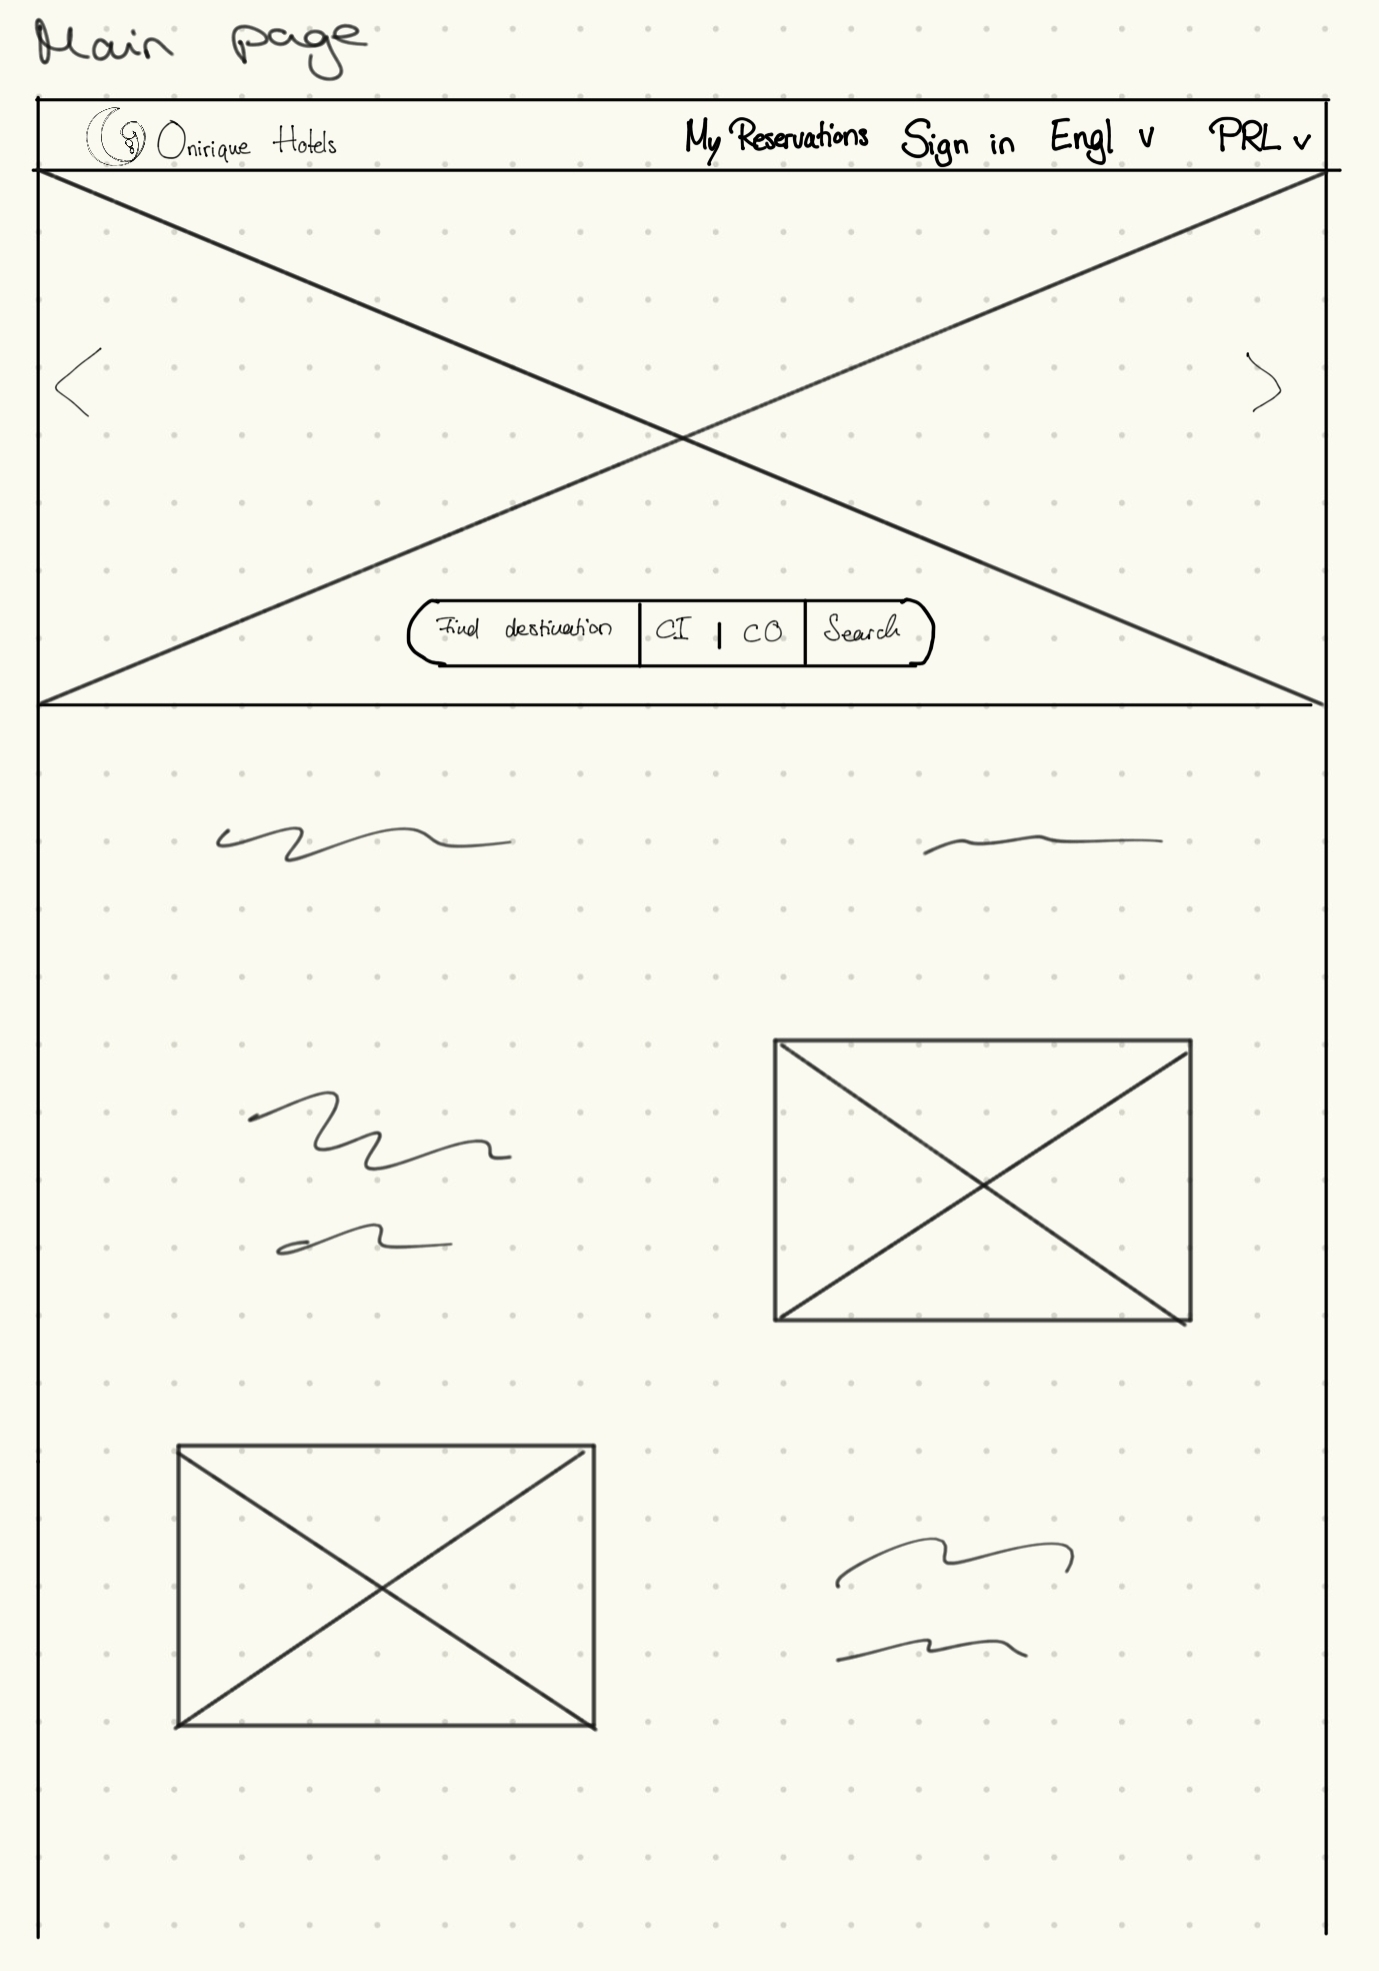 Main page
Onirique Hotels My Reservations Sign in Engl v PRL v
Find destination CI | CO Search